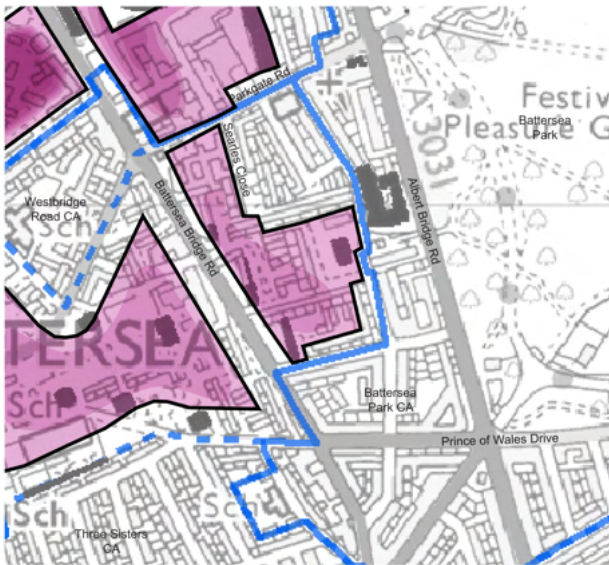 Parkgate Rd
Festiv
Battersea
Park
Pleasure G
3031
Searles Close
Westbridge
Road CA
Sch
Battersea Bridge Rd
Albert Bridge Rd
TERSEA
Sch
Battersea
Park CA
Prince of Wales Drive
Sch
Sch
Three Sisters
CA